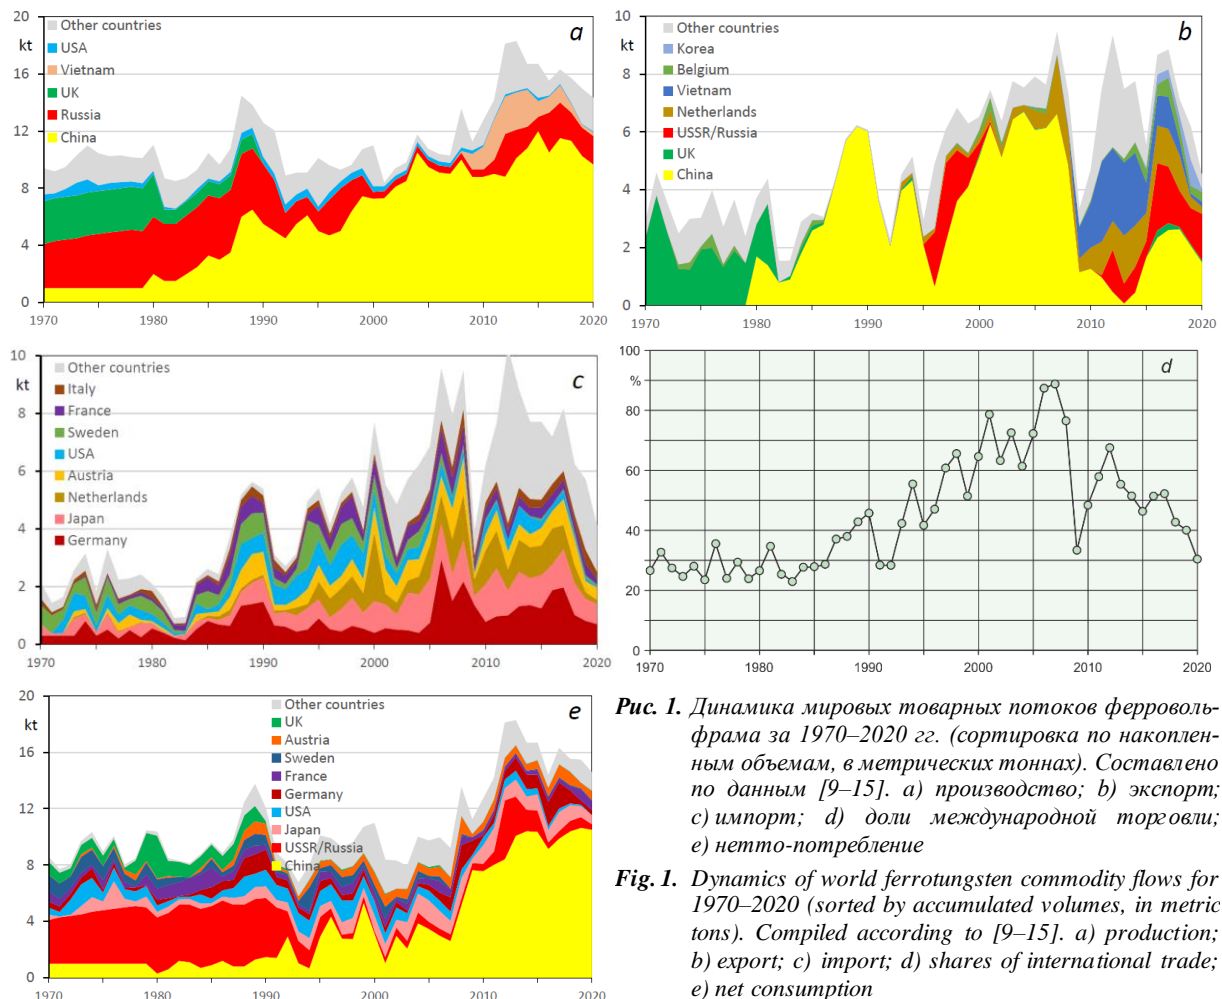 a
kt
Other countries
USA
Vietnam
UK
Russia
China
20
16
12
8
4
0
1970 1980 1990 2000 2010 2020
b
kt
Other countries
Korea
Belgium
Vietnam
Netherlands
USSR/Russia
UK
China
10
8
6
4
2
0
1970 1980 1990 2000 2010 2020
c
kt
Other countries
Italy
France
Sweden
USA
Austria
Netherlands
Japan
Germany
10
8
6
4
2
0
1970 1980 1990 2000 2010 2020
d
100
%
80
60
40
20
0
1970 1980 1990 2000 2010 2020
e
kt
Other countries
UK
Austria
Sweden
France
Germany
USA
Japan
USSR/Russia
China
20
16
12
8
4
0
1970 1980 1990 2000 2010 2020
Рис. 1. Динамика мировых товарных потоков ферроволь-
фрама за 1970–2020 гг. (сортировка по накоплен-
ным объемам, в метрических тоннах). Составлено
по данным [9–15]. a) производство; b) экспорт;
c) импорт; d) доли международной торговли;
e) нетто-потребление
Fig. 1. Dynamics of world ferrotungsten commodity flows for
1970–2020 (sorted by accumulated volumes, in metric
tons). Compiled according to [9–15]. a) production;
b) export; c) import; d) shares of international trade;
e) net consumption